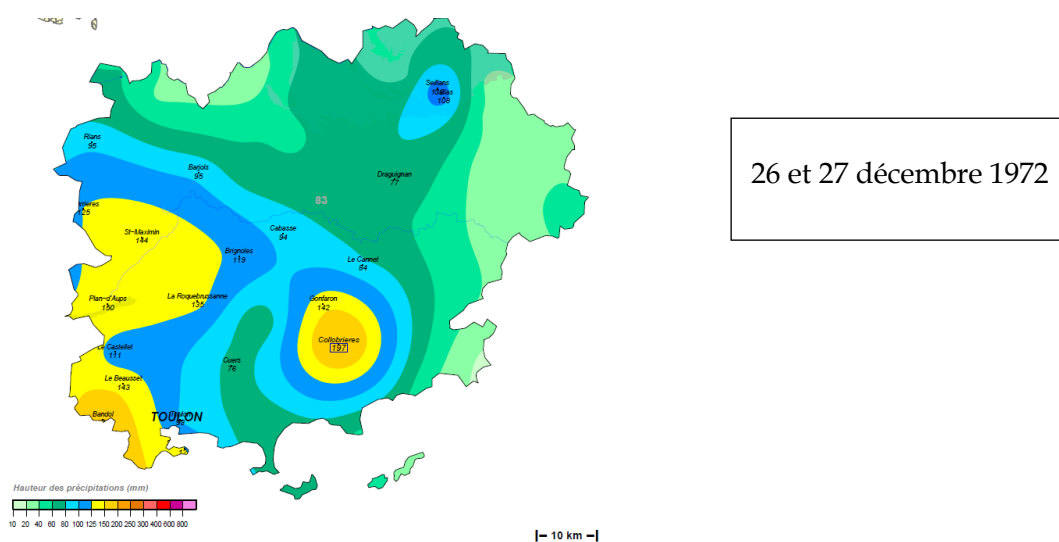 Seillans
108
Rians
95
Barjols
95
Draguignan
77
83
125
St-Maximin
144
Cabasse
94
Brignoles
119
Le Cannet
94
Plan-d'Aups
150
La Roquebrussanne
135
Gonfaron
142
Collobrieres
197
Le Castellet
111
Cuers
76
Le Beausset
143
Bandol
TOULON
Hauteur des précipitations (mm)
10 20 40 60 80 100 125 150 200 250 300 400 600 800
|– 10 km –|
26 et 27 décembre 1972